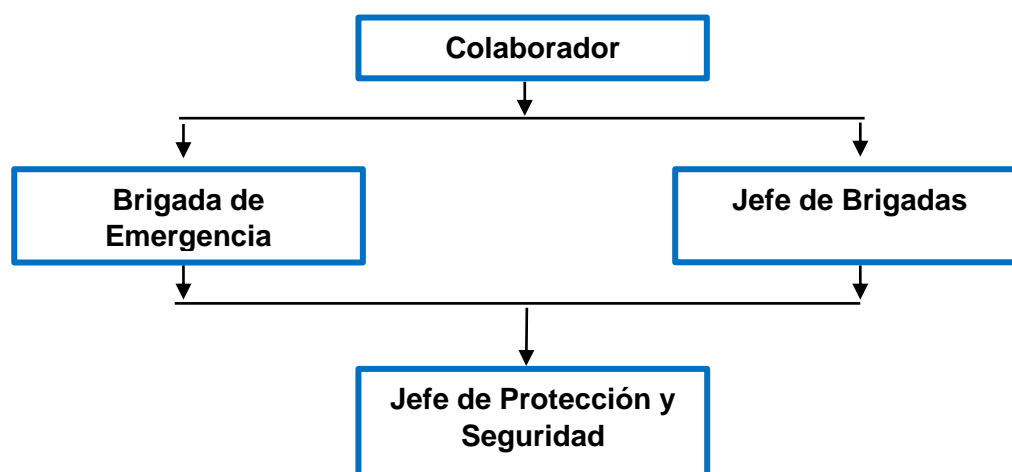 Colaborador
Brigada de
Emergencia
Jefe de Brigadas
Jefe de Protección y
Seguridad